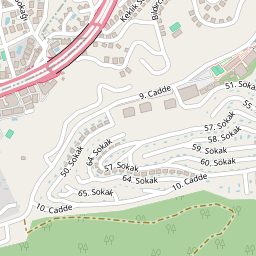 9. Cadde
51. Sokak
55. 
57. Sokak
58. Sokak
59. Sokak
60. Sokak
50. Sokak
64. Sokak
57. Sokak
64. Sokak
10. Cadde
65. Sokak
10. Cadde